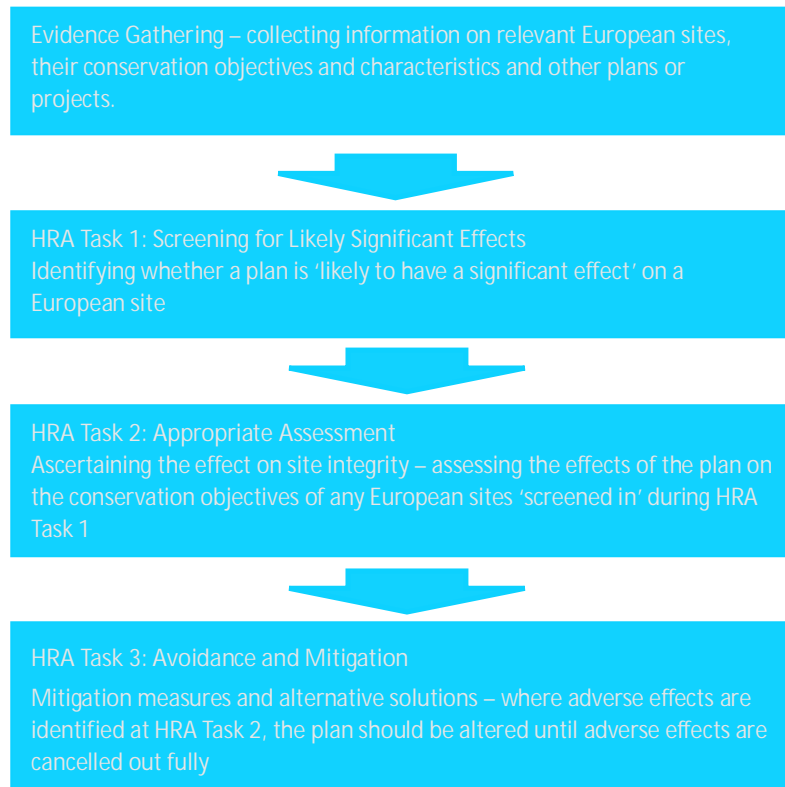 Evidence Gathering – collecting information on relevant European sites,
their conservation objectives and characteristics and other plans or
projects.
HRA Task 1: Screening for Likely Significant Effects
Identifying whether a plan is ‘likely to have a significant effect’ on a
European site
HRA Task 2: Appropriate Assessment
Ascertaining the effect on site integrity – assessing the effects of the plan on
the conservation objectives of any European sites ‘screened in’ during HRA
Task 1
HRA Task 3: Avoidance and Mitigation
Mitigation measures and alternative solutions – where adverse effects are
identified at HRA Task 2, the plan should be altered until adverse effects are
cancelled out fully